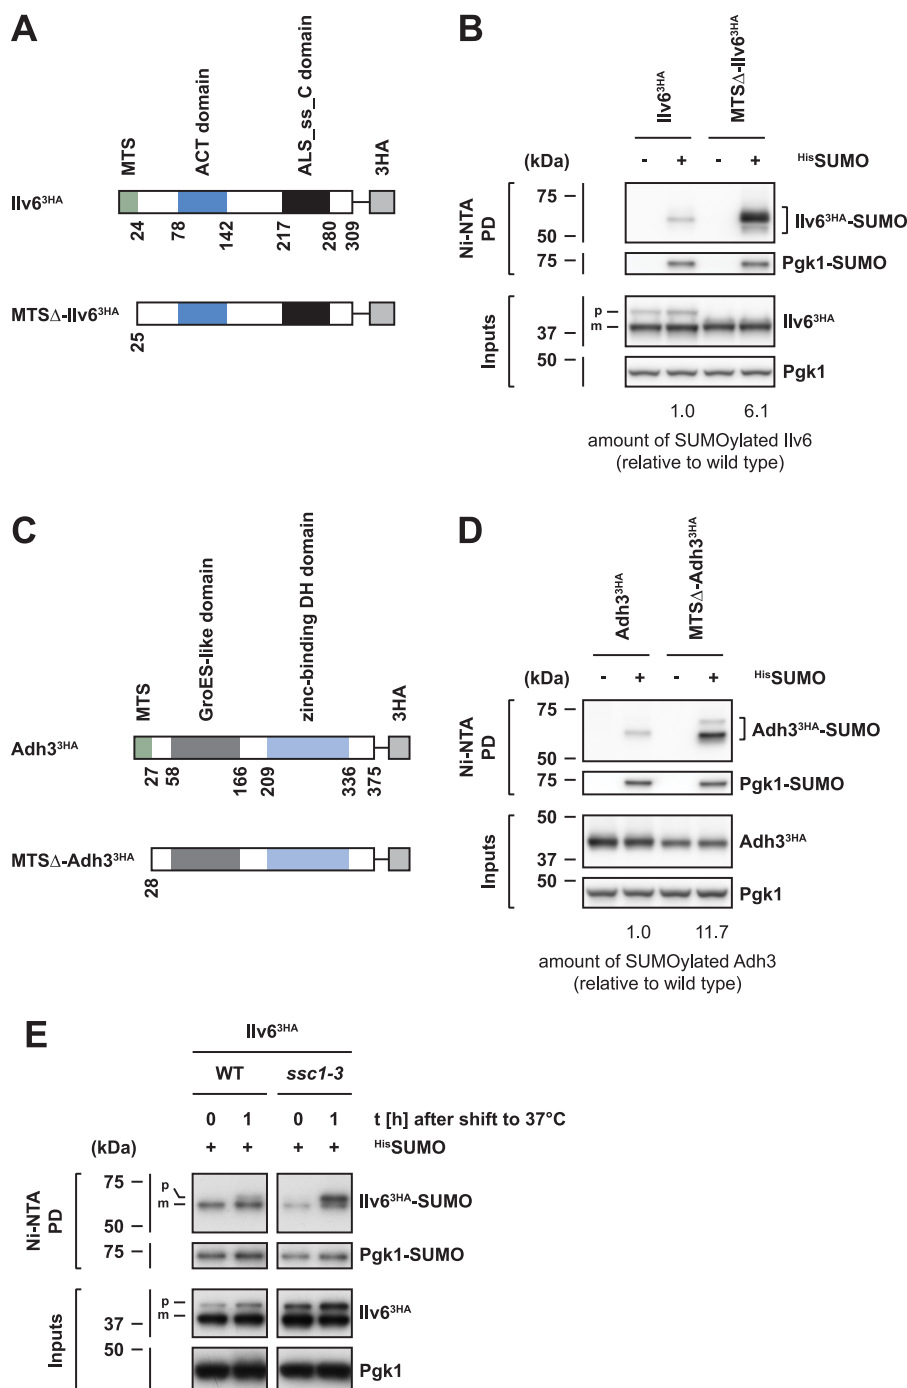 A
MTS
ACT domain
ALS_ss_C domain
3HA
Ilv63HA
24
78
142
217
280
309
MTSΔ-Ilv63HA
25
B
Ilv63HA
MTSΔ-Ilv63HA
(kDa)
- + - + HisSUMO
Ni-NTA
PD
75
50
Ilv63HA-SUMO
75
Pgk1-SUMO
Inputs
p
m
37
Ilv63HA
50
Pgk1
1.0 6.1
amount of SUMOylated Ilv6
(relative to wild type)
C
MTS
GroES-like domain
zinc-binding DH domain
3HA
Adh33HA
27
58
166
209
336
375
MTSΔ-Adh33HA
28
D
Adh33HA
MTSΔ-Adh33HA
(kDa)
- + - + HisSUMO
Ni-NTA
PD
75
50
Adh33HA-SUMO
75
Pgk1-SUMO
Inputs
50
37
Adh33HA
50
Pgk1
1.0 11.7
amount of SUMOylated Adh3
(relative to wild type)
E
Ilv63HA
WT ssc1-3
0 1 0 1 t [h] after shift to 37°C
(kDa)
+ + + + HisSUMO
Ni-NTA
PD
75
p
m
50
Ilv63HA-SUMO
75
Pgk1-SUMO
Inputs
p
m
37
Ilv63HA
50
Pgk1